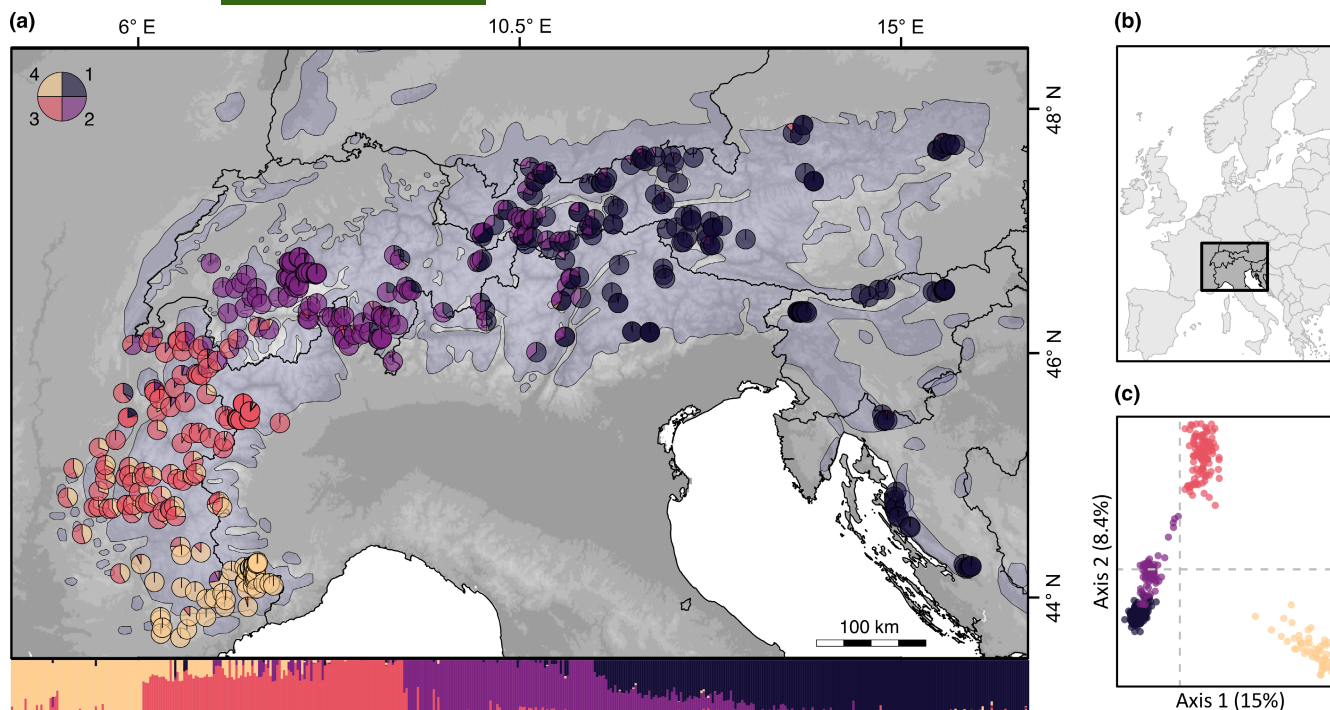 (a)
6° E
10.5° E
15° E
(b)
4
1
3
2
48° N
46° N
44° N
100 km
(c)
Axis 2 (8.4%)
Axis 1 (15%)